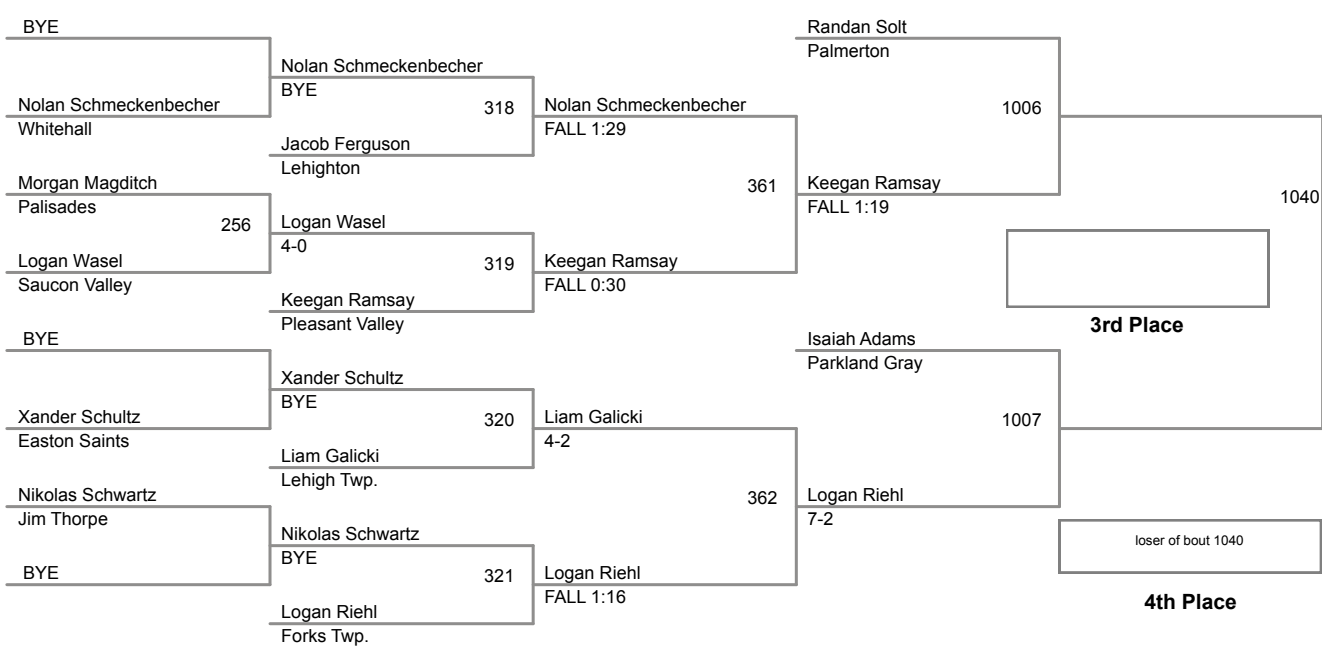 BYE
Nolan Schmeckenbecher
Whitehall
Morgan Magditch
Palisades
256
Logan Wasel
Saucon Valley
BYE
Xander Schultz
Easton Saints
Nikolas Schwartz
Jim Thorpe
BYE
Nolan Schmeckenbecher
BYE
318
Jacob Ferguson
Lehighton
Logan Wasel
4-0
319
Keegan Ramsay
Pleasant Valley
Xander Schultz
BYE
320
Liam Galicki
Lehigh Twp.
Nikolas Schwartz
BYE
321
Logan Riehl
Forks Twp.
Nolan Schmeckenbecher
FALL 1:29
361
Keegan Ramsay
FALL 0:30
Liam Galicki
4-2
362
Logan Riehl
FALL 1:16
Randan Solt
Palmerton
1006
Keegan Ramsay
FALL 1:19
Isaiah Adams
Parkland Gray
1007
Logan Riehl
7-2
1040
3rd Place
loser of bout 1040
4th Place